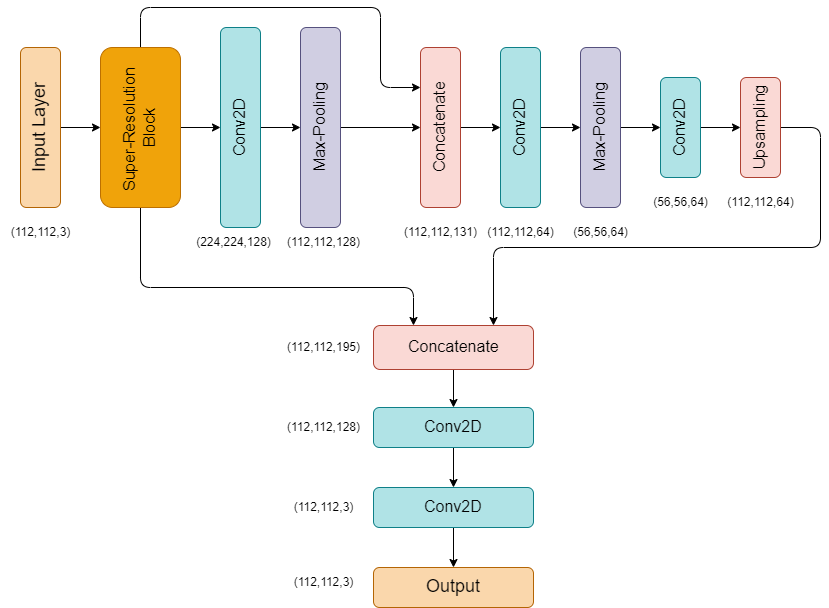 Input Layer
Super-Resolution
Block
Conv2D
Max-Pooling
Concatenate
Conv2D
Max-Pooling
Conv2D
Upsampling
(112,112,3)
(224,224,128)
(112,112,128)
(112,112,131)
(112,112,64)
(56,56,64)
(56,56,64)
(112,112,64)
(112,112,195)
Concatenate
(112,112,128)
Conv2D
(112,112,3)
Conv2D
(112,112,3)
Output